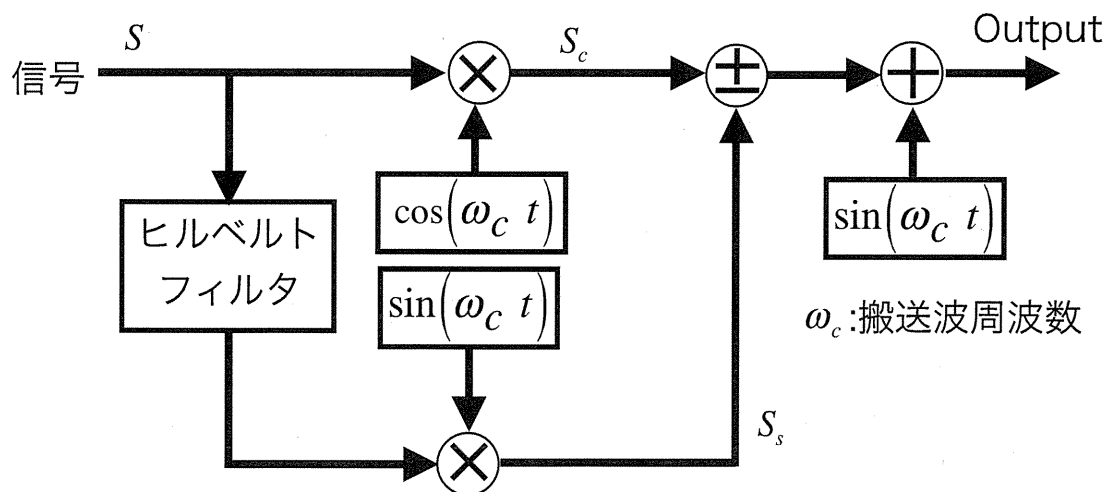 信号
S
×
S_c
±
+
Output
ヒルベルト
フィルタ
cos(ω_c t)
sin(ω_c t)
sin(ω_c t)
ω_c:搬送波周波数
×
S_s